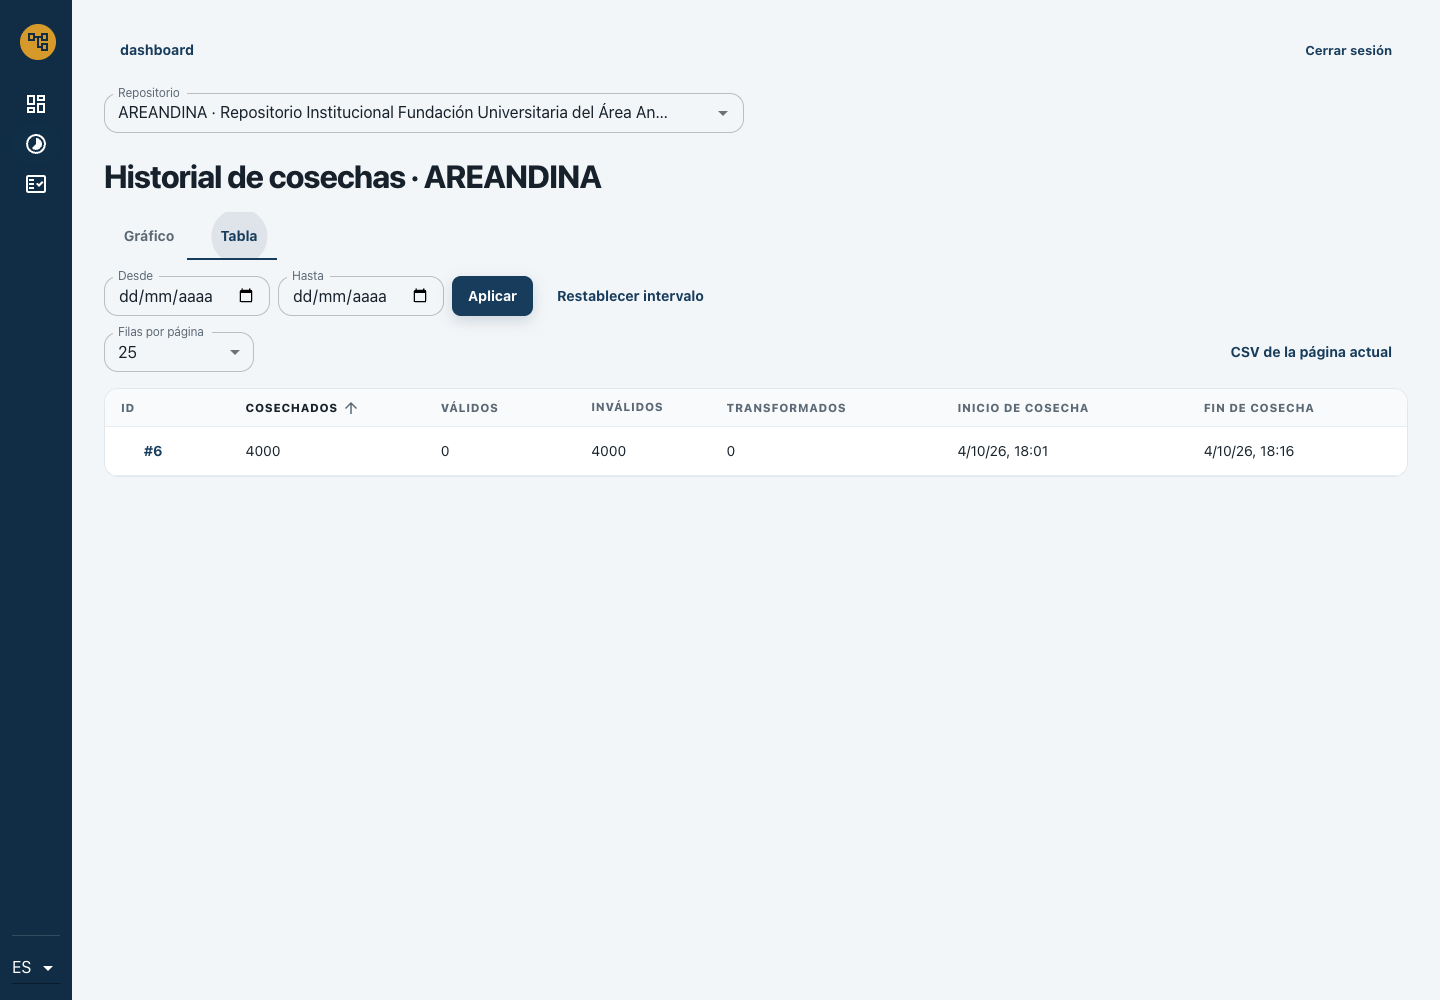 dashboard
Cerrar sesión
Repositorio
AREANDINA · Repositorio Institucional Fundación Universitaria del Área An...
Historial de cosechas · AREANDINA
Gráfico
Tabla
Desde
Hasta
dd/mm/aaaa
dd/mm/aaaa
Aplicar
Restablecer intervalo
Filas por página
25
CSV de la página actual
ID COSECHADOS VÁLIDOS INVÁLIDOS TRANSFORMADOS INICIO DE COSECHA FIN DE COSECHA
#6 4000 0 4000 0 4/10/26, 18:01 4/10/26, 18:16
ES